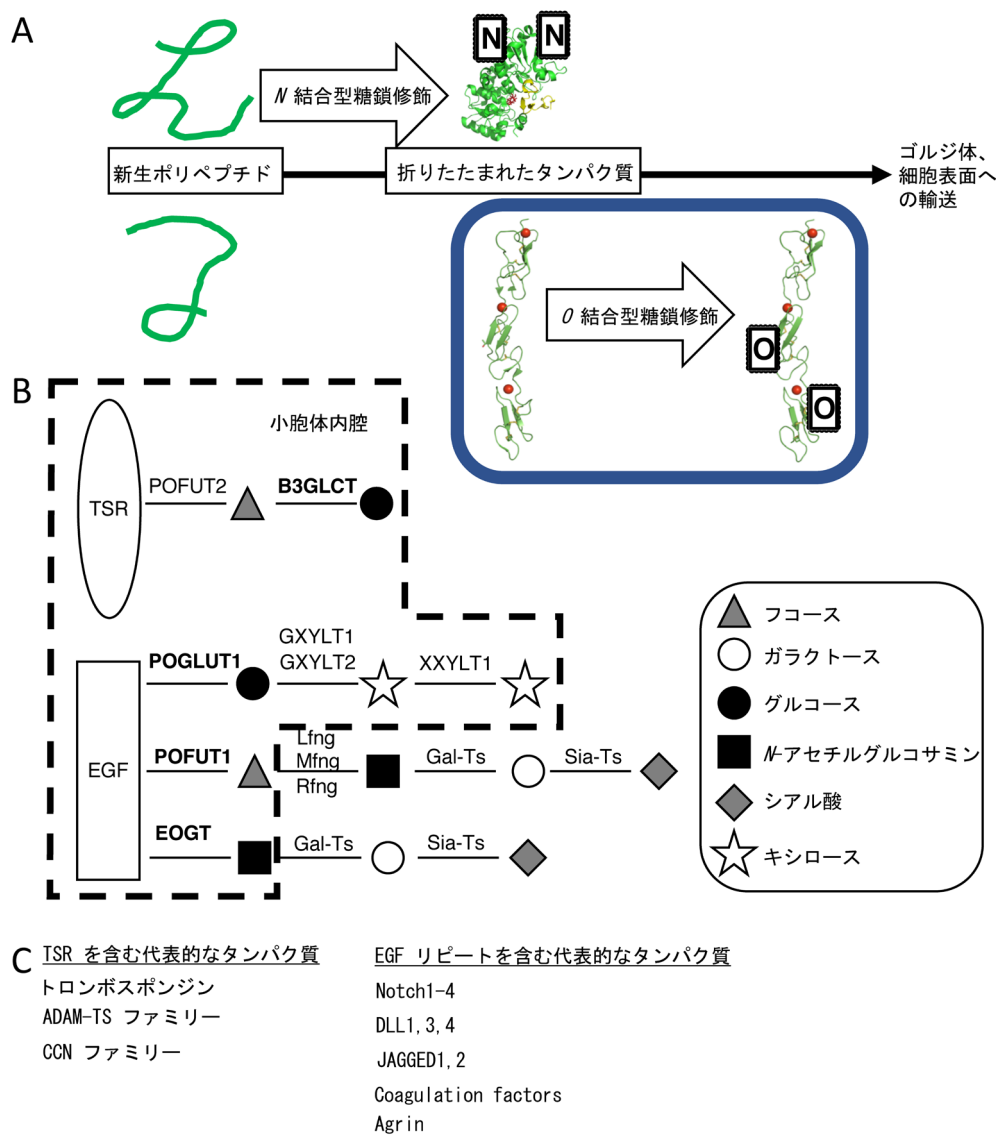 A
N N
N 結合型糖鎖修飾
新生ポリペプチド
折りたたまれたタンパク質
ゴルジ体、
細胞表面へ
の輸送
O 結合型糖鎖修飾
O
O
B
小胞体内腔
TSR
POFUT2
B3GLCT
EGF
POGLUT1
GXYLT1
GXYLT2
XXYLT1
POFUT1
Lfng
Mfng
Rfng
Gal-Ts
Sia-Ts
EOGT
Gal-Ts
Sia-Ts
フコース
ガラクトース
グルコース
N-アセチルグルコサミン
シアル酸
キシロース
C
TSR を含む代表的なタンパク質
トロンボスポンジン
ADAM-TS ファミリー
CCN ファミリー
EGF リピートを含む代表的なタンパク質
Notch1-4
DLL1,3,4
JAGGED1,2
Coagulation factors
Agrin